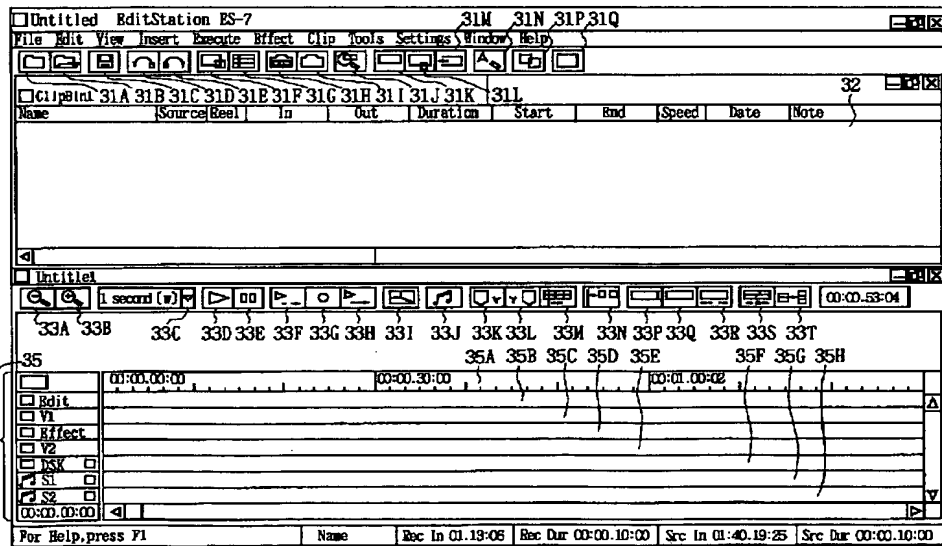 Untitled EditStation ES-7 31M 31N 31P 31Q
File Edit View Insert Execute Effect Clip Tools Settings Window Help
ClipBin1 31A 31B 31C 31D 31E 31F 31G 31H 31I 31J 31K 31L 32
Name Source Reel In Out Duration Start End Speed Date Note
Untitle1
1 second (w) 00:00.53:04
33A 33B 33C 33D 33E 33F 33G 33H 33I 33J 33K 33L 33M 33N 33P 33Q 33R 33S 33T
35 35A 35B 35C 35D 35E 35F 35G 35H
00:00.00:00 00:00.30:00 00:01.00:02
Edit
V1
Effect
V2
DSK
S1
S2
00:00.00:00
For Help,press F1 Name Rec In 01.13:06 Rec Dur 00:00.10:00 Src In 01:40.19:25 Src Dur 00:00.10:00